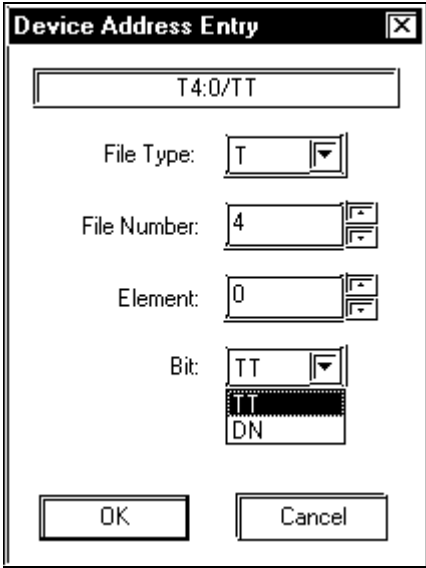 Device Address Entry
T4:0/TT
File Type: T
File Number: 4
Element: 0
Bit: TT
TT
DN
OK Cancel